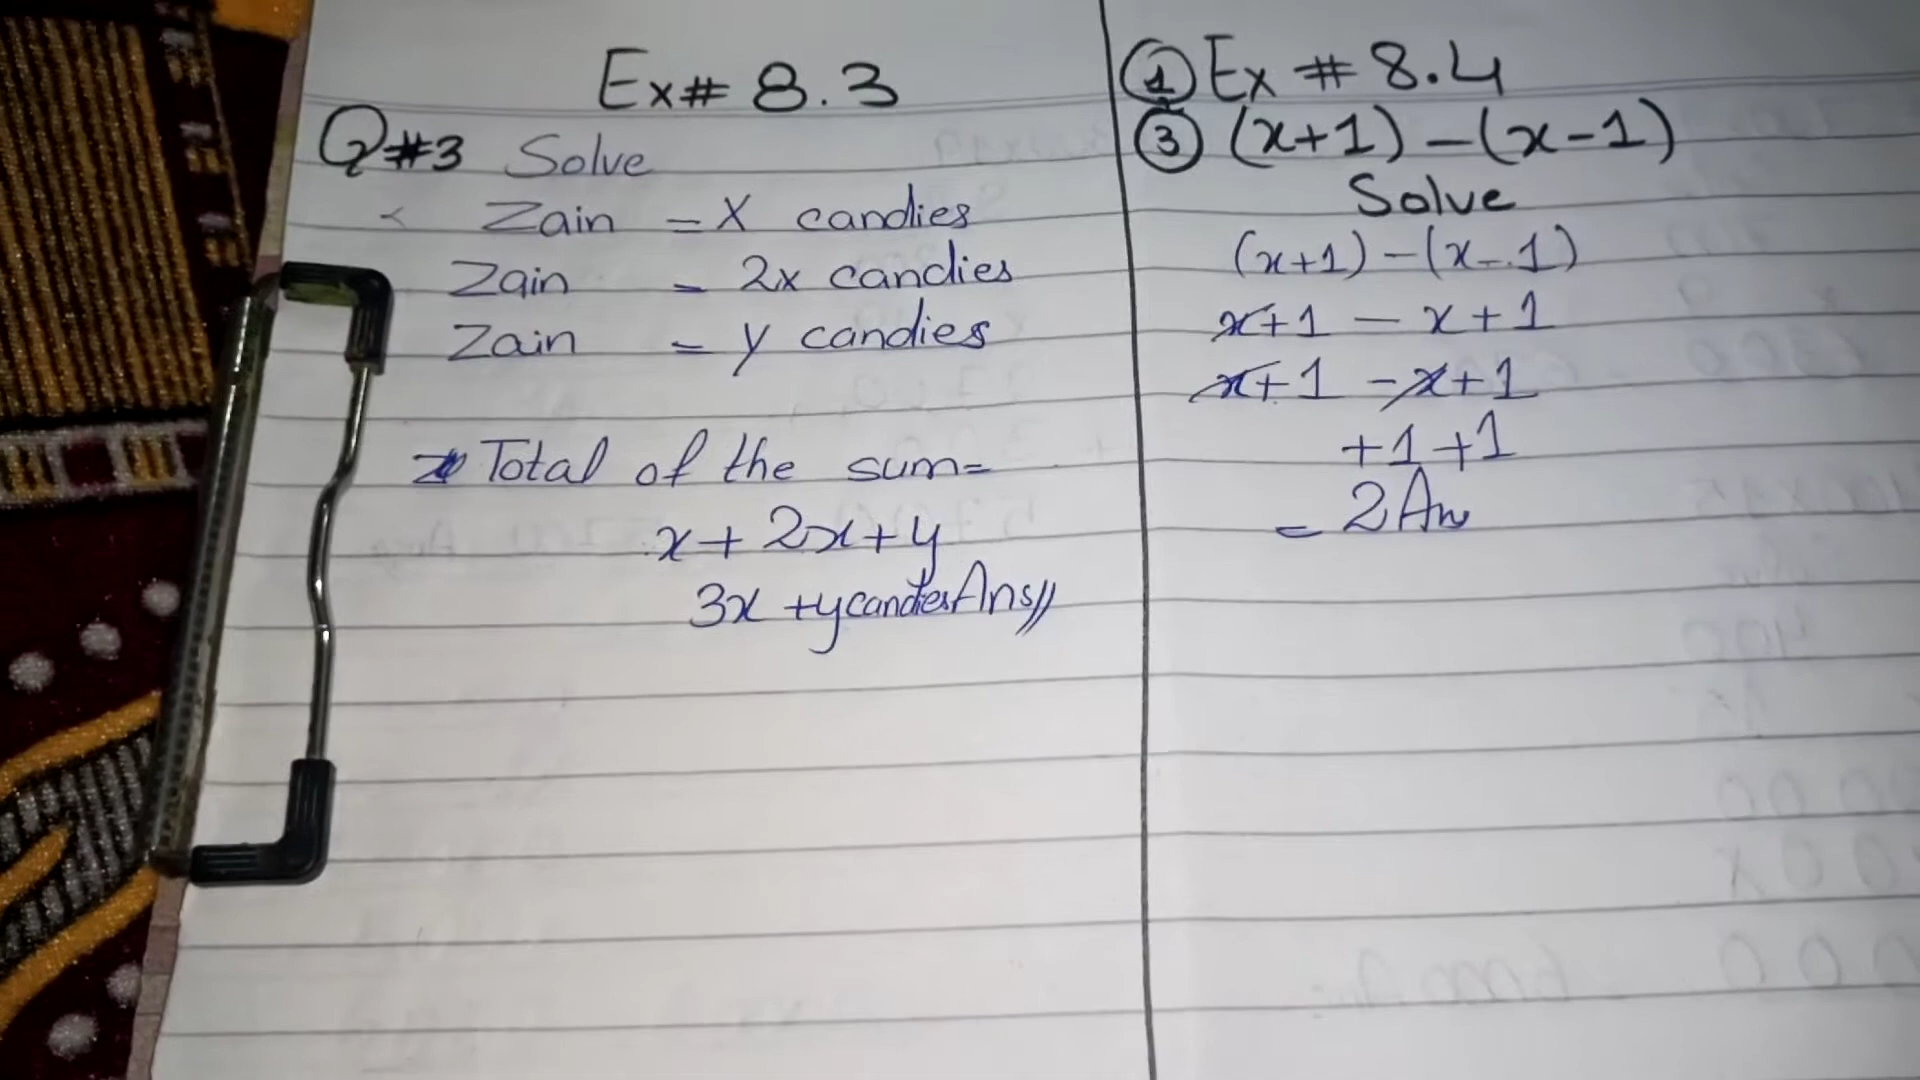 Ex# 8.3
Q#3 Solve
Zain = X candies
Zain = 2x candies
Zain = y candies
Total of the sum=
x + 2x + y
3x + y candies Ans//
① Ex # 8.4
③ (x+1) - (x-1)
Solve
(x+1) - (x-1)
x+1 - x+1
x+1 - x+1
+1 +1
= 2 Ans